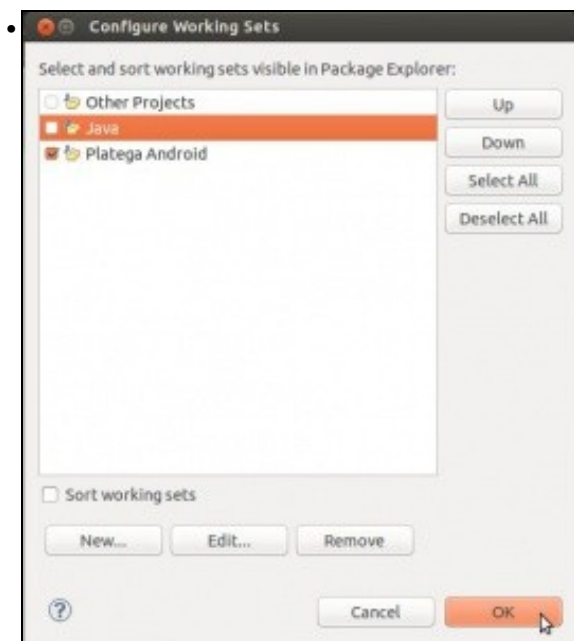 Configure Working Sets
Select and sort working sets visible in Package Explorer:
Other Projects
Java
Platega Android
Up
Down
Select All
Deselect All
Sort working sets
New...
Edit...
Remove
?
Cancel
OK